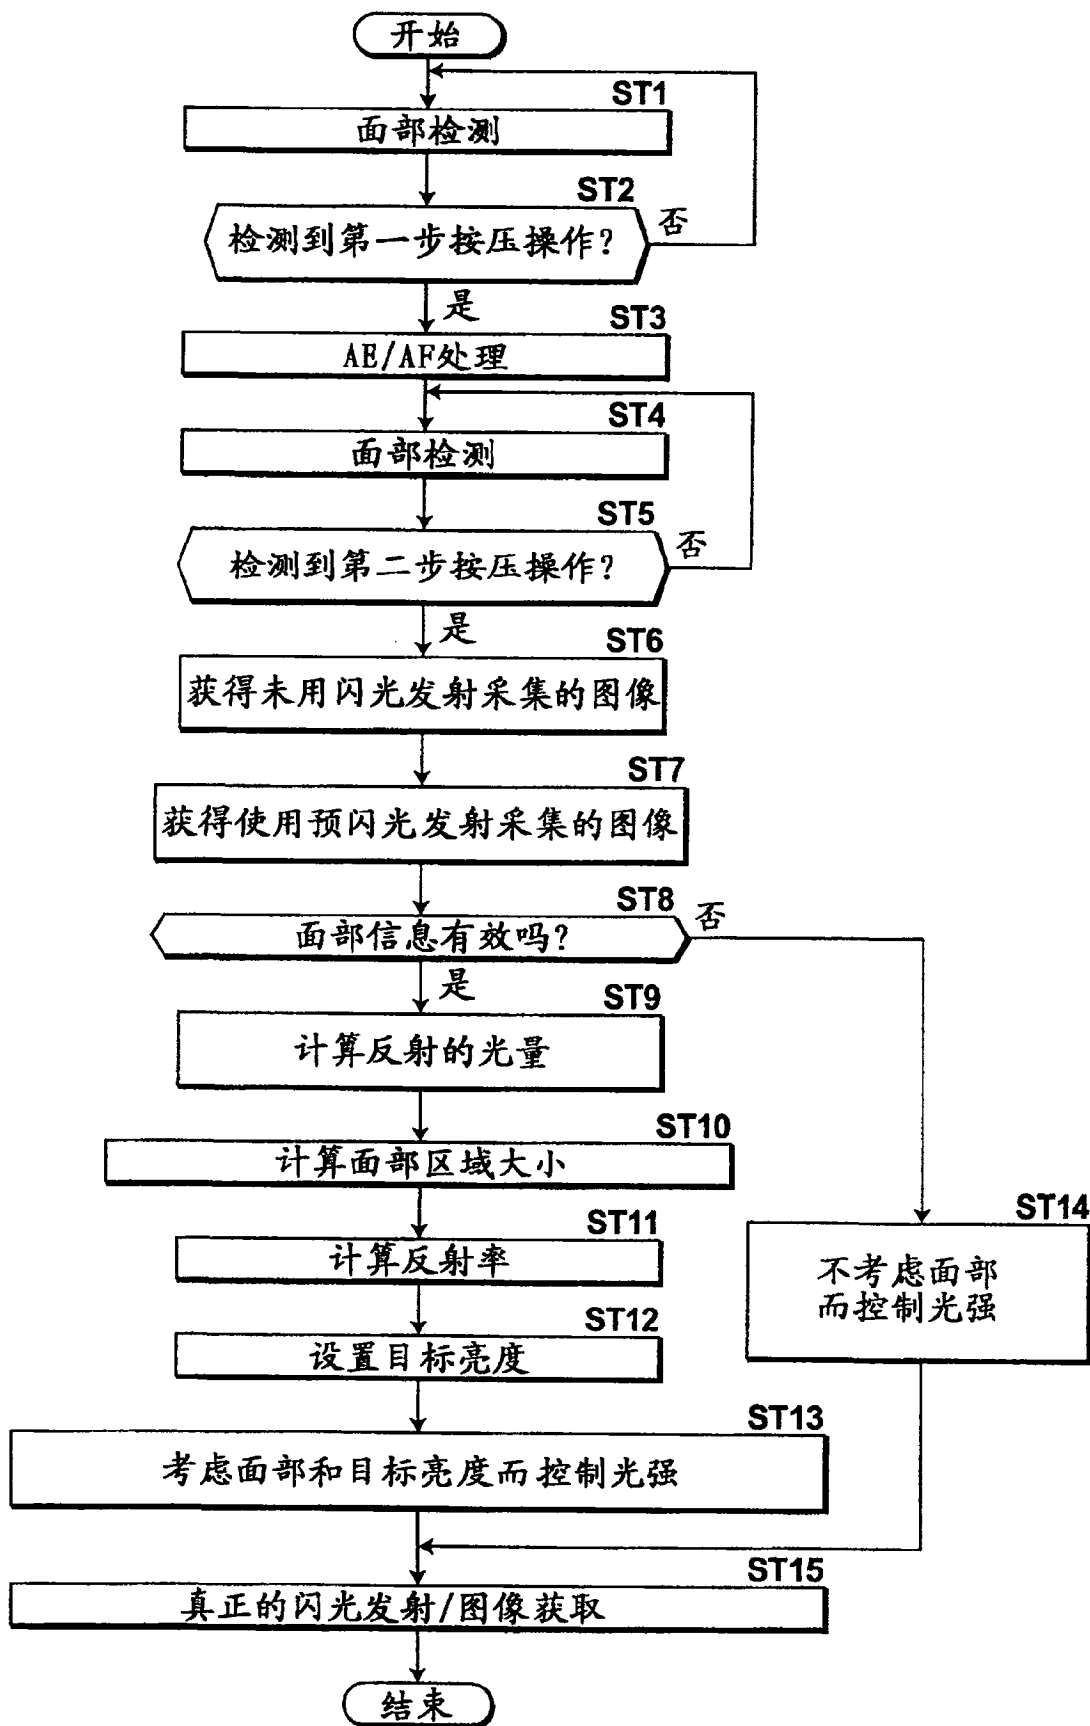 开始
ST1
面部检测
ST2
检测到第一步按压操作?
否
是
ST3
AE/AF处理
ST4
面部检测
ST5
检测到第二步按压操作?
否
是
ST6
获得未用闪光发射采集的图像
ST7
获得使用预闪光发射采集的图像
ST8
面部信息有效吗?
否
是
ST9
计算反射的光量
ST10
计算面部区域大小
ST11
计算反射率
ST12
设置目标亮度
ST13
考虑面部和目标亮度而控制光强
ST14
不考虑面部
而控制光强
ST15
真正的闪光发射/图像获取
结束